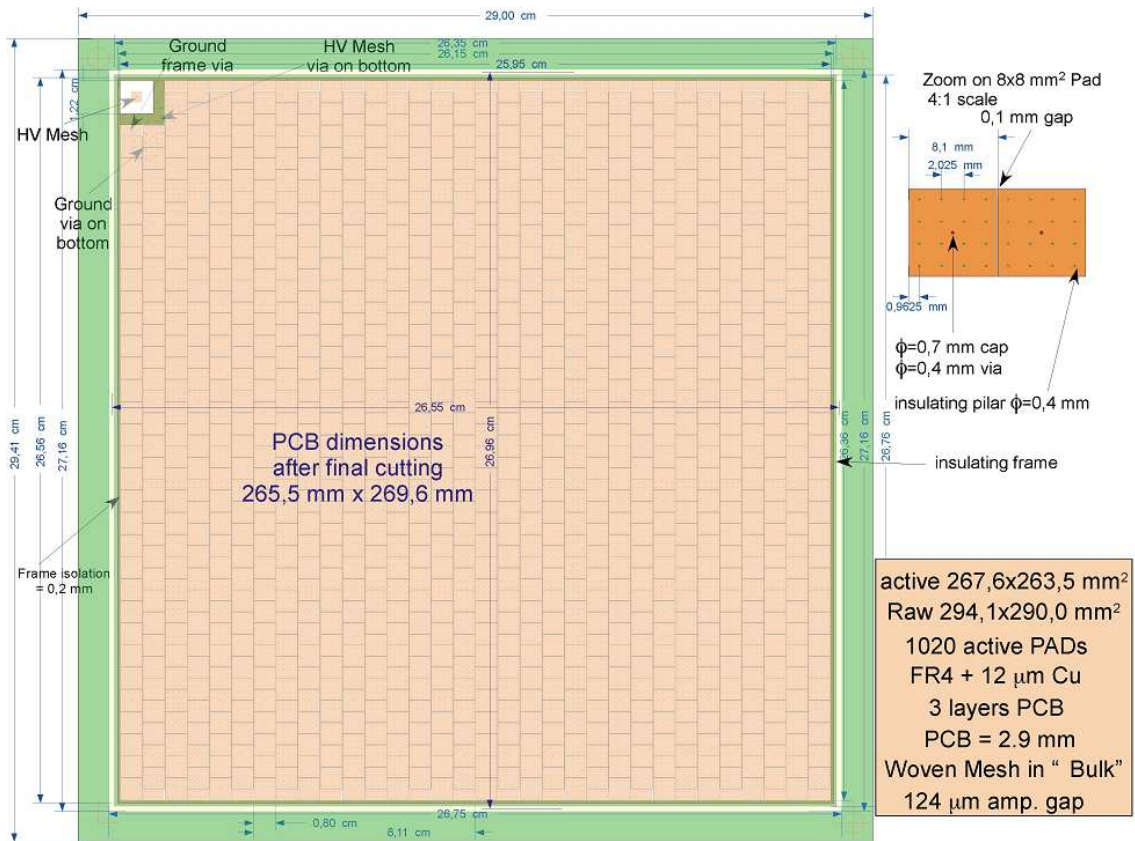 29,00 cm
26,35 cm
26,15 cm
25,95 cm
Ground
frame via
HV Mesh
via on bottom
1,22 cm
HV Mesh
Ground
via on
bottom
Zoom on 8x8 mm² Pad
4:1 scale
0,1 mm gap
8,1 mm
2,025 mm
0,9625 mm
ϕ=0,7 mm cap
ϕ=0,4 mm via
insulating pilar ϕ=0,4 mm
insulating frame
29,41 cm
26,56 cm
27,16 cm
26,55 cm
26,96 cm
26,36 cm
27,16 cm
26,76 cm
PCB dimensions
after final cutting
265,5 mm x 269,6 mm
Frame isolation
= 0,2 mm
active 267,6x263,5 mm²
Raw 294,1x290,0 mm²
1020 active PADs
FR4 + 12 μm Cu
3 layers PCB
PCB = 2.9 mm
Woven Mesh in “ Bulk”
124 μm amp. gap
26,75 cm
0,80 cm
8,11 cm